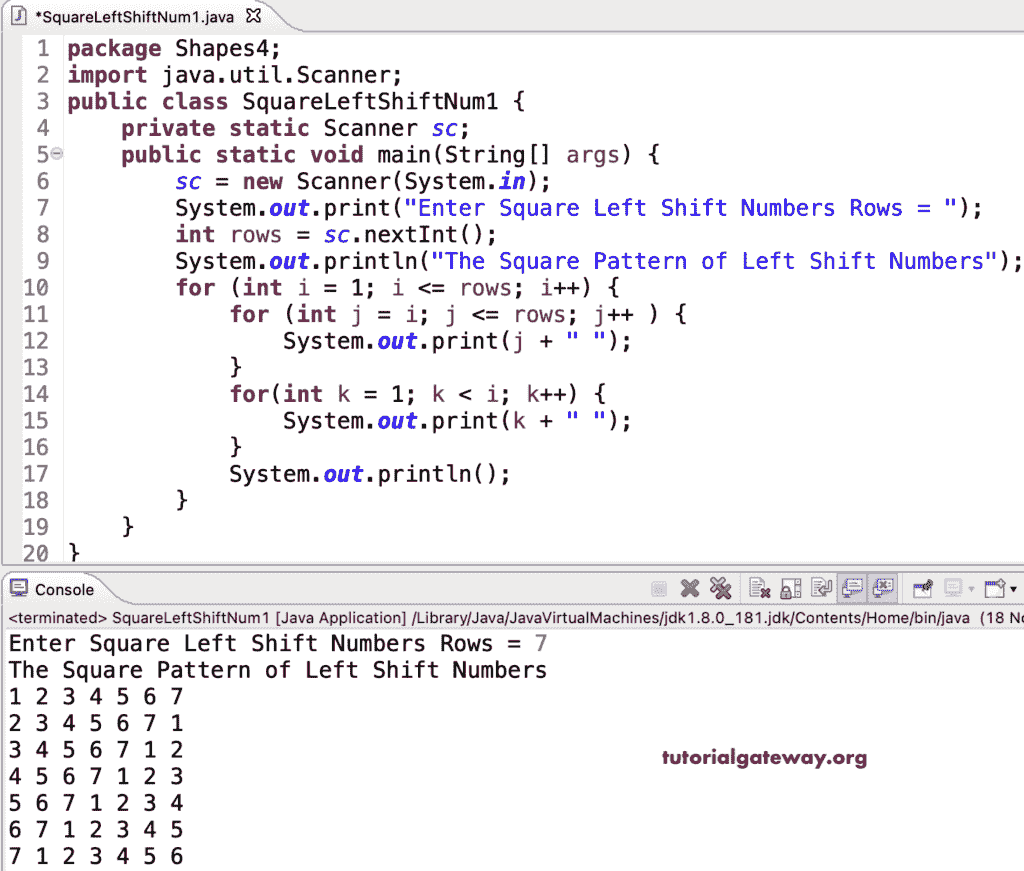 *SquareLeftShiftNum1.java
1 package Shapes4;
2 import java.util.Scanner;
3 public class SquareLeftShiftNum1 {
4     private static Scanner sc;
5     public static void main(String[] args) {
6         sc = new Scanner(System.in);
7         System.out.print("Enter Square Left Shift Numbers Rows = ");
8         int rows = sc.nextInt();
9         System.out.println("The Square Pattern of Left Shift Numbers");
10         for (int i = 1; i <= rows; i++) {
11             for (int j = i; j <= rows; j++ ) {
12                 System.out.print(j + " ");
13             }
14             for(int k = 1; k < i; k++) {
15                 System.out.print(k + " ");
16             }
17             System.out.println();
18         }
19     }
20 }
Console
<terminated> SquareLeftShiftNum1 [Java Application] /Library/Java/JavaVirtualMachines/jdk1.8.0_181.jdk/Contents/Home/bin/java (18 No
Enter Square Left Shift Numbers Rows = 7
The Square Pattern of Left Shift Numbers
1 2 3 4 5 6 7
2 3 4 5 6 7 1
3 4 5 6 7 1 2
4 5 6 7 1 2 3
5 6 7 1 2 3 4
6 7 1 2 3 4 5
7 1 2 3 4 5 6
tutorialgateway.org